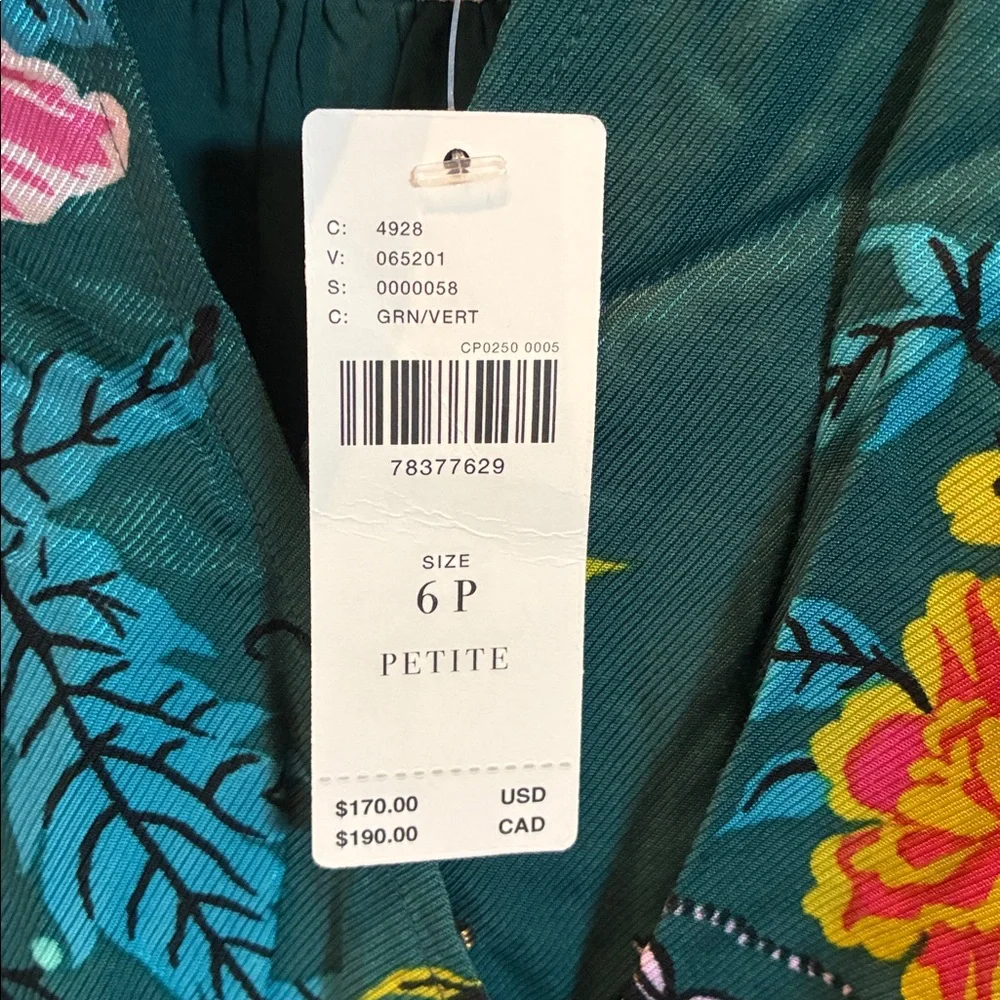 C: 4928
V: 065201
S: 0000058
C: GRN/VERT
CP0250 0005
78377629
SIZE
6 P
PETITE
$170.00 USD
$190.00 CAD